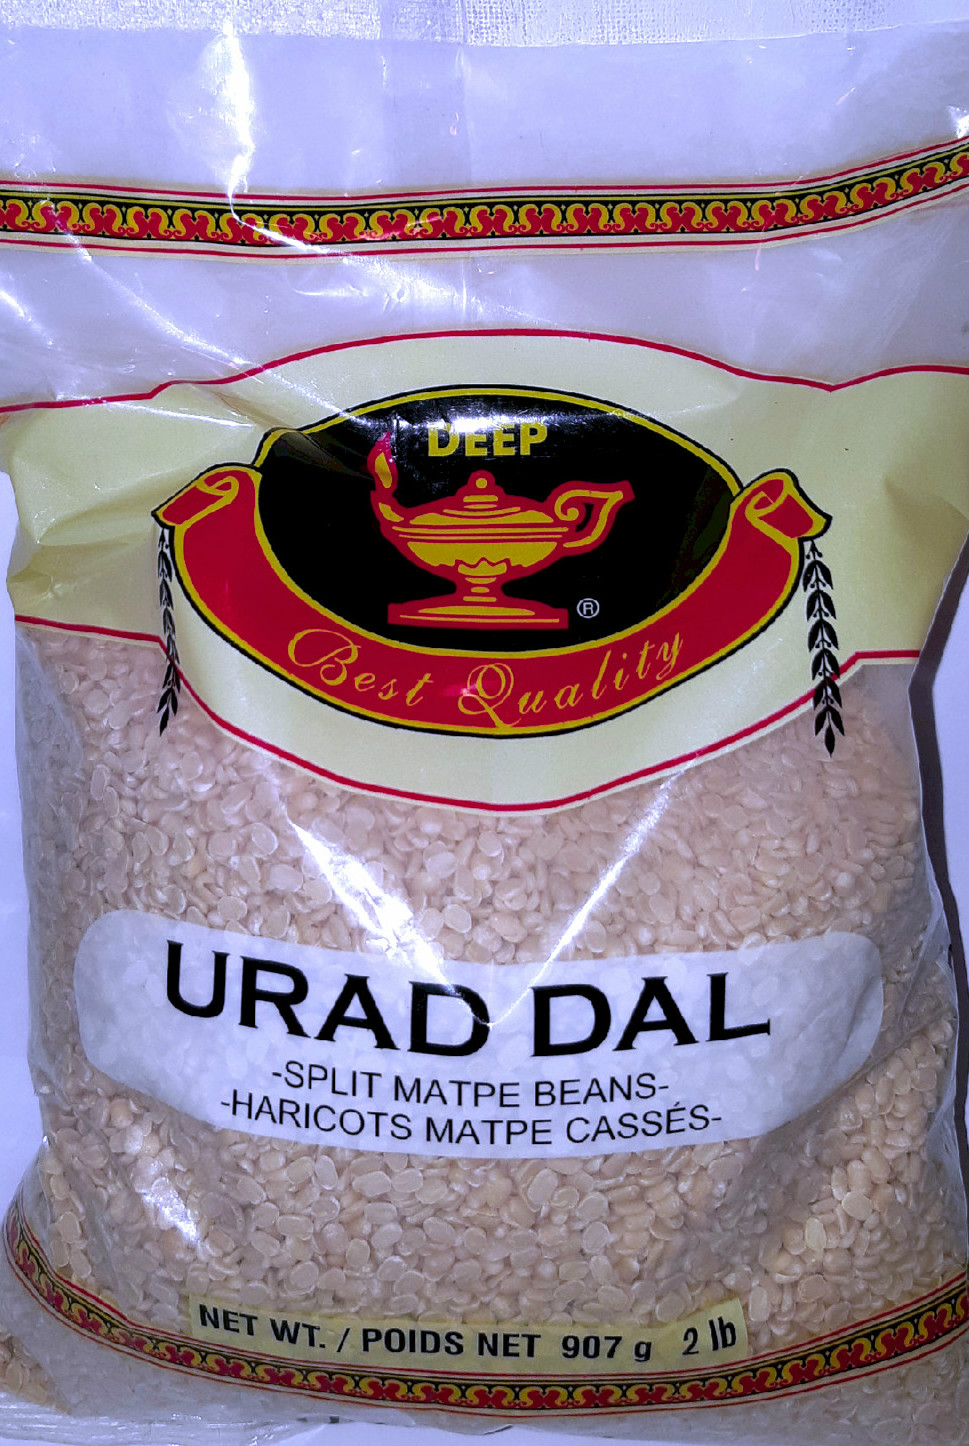 DEEP
®
Best Quality
URAD DAL
-SPLIT MATPE BEANS-
-HARICOTS MATPE CASSÉS-
NET WT. / POIDS NET 907 g 2 lb